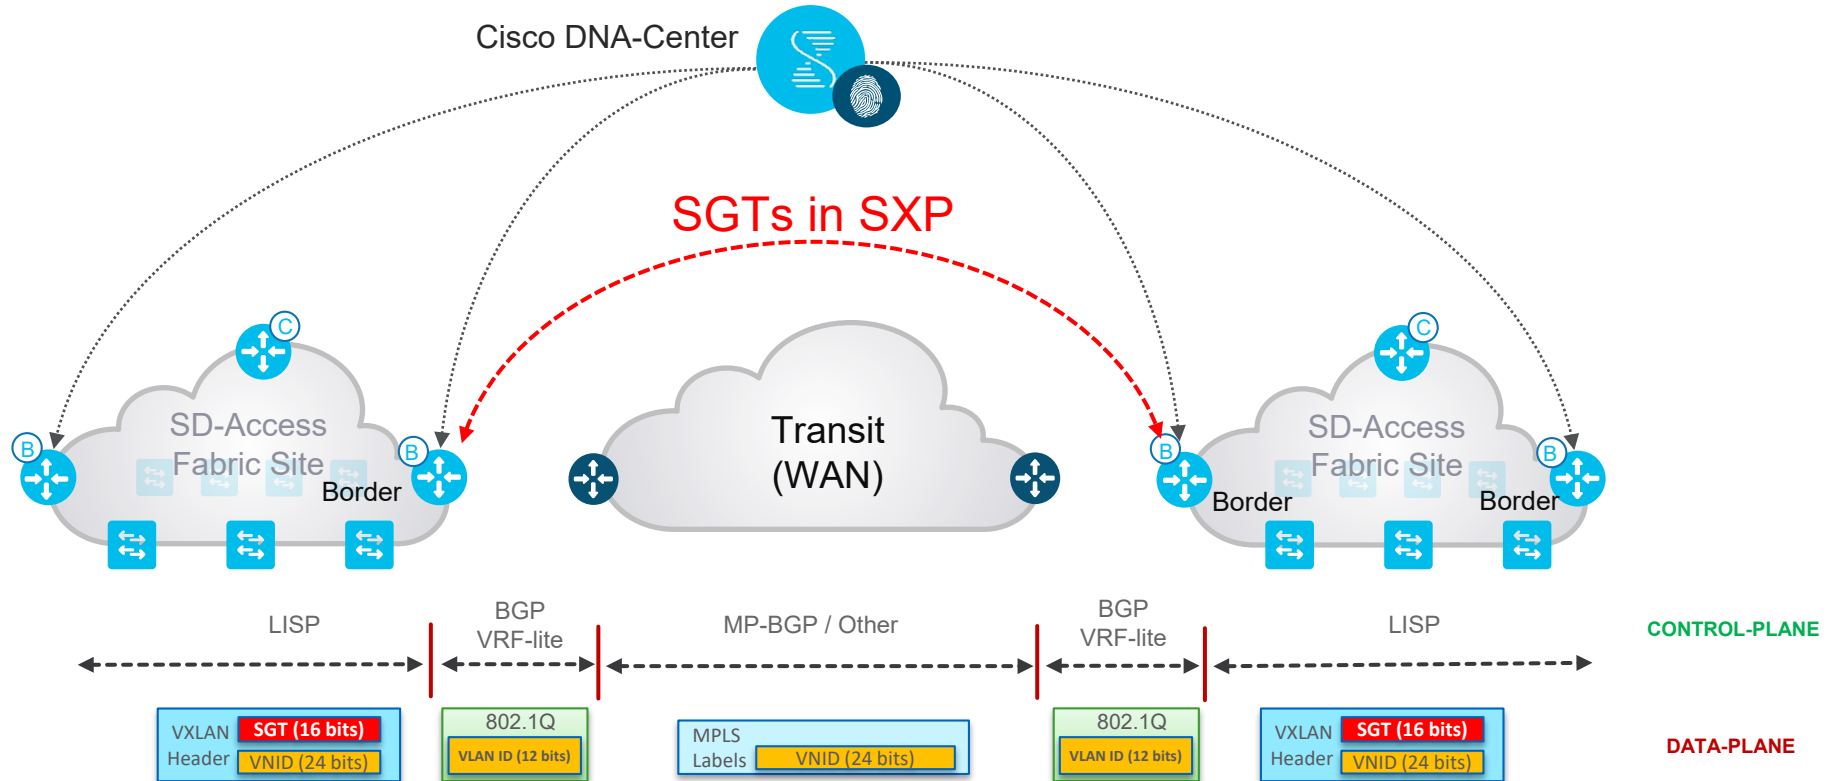 Cisco DNA-Center
SGTs in SXP
C
SD-Access
Fabric Site
B
B
Border
Transit
(WAN)
C
SD-Access
Fabric Site
B
B
Border
Border
LISP
BGP
VRF-lite
MP-BGP / Other
BGP
VRF-lite
LISP
CONTROL-PLANE
VXLAN
Header
SGT (16 bits)
VNID (24 bits)
802.1Q
VLAN ID (12 bits)
MPLS
Labels
VNID (24 bits)
802.1Q
VLAN ID (12 bits)
VXLAN
Header
SGT (16 bits)
VNID (24 bits)
DATA-PLANE